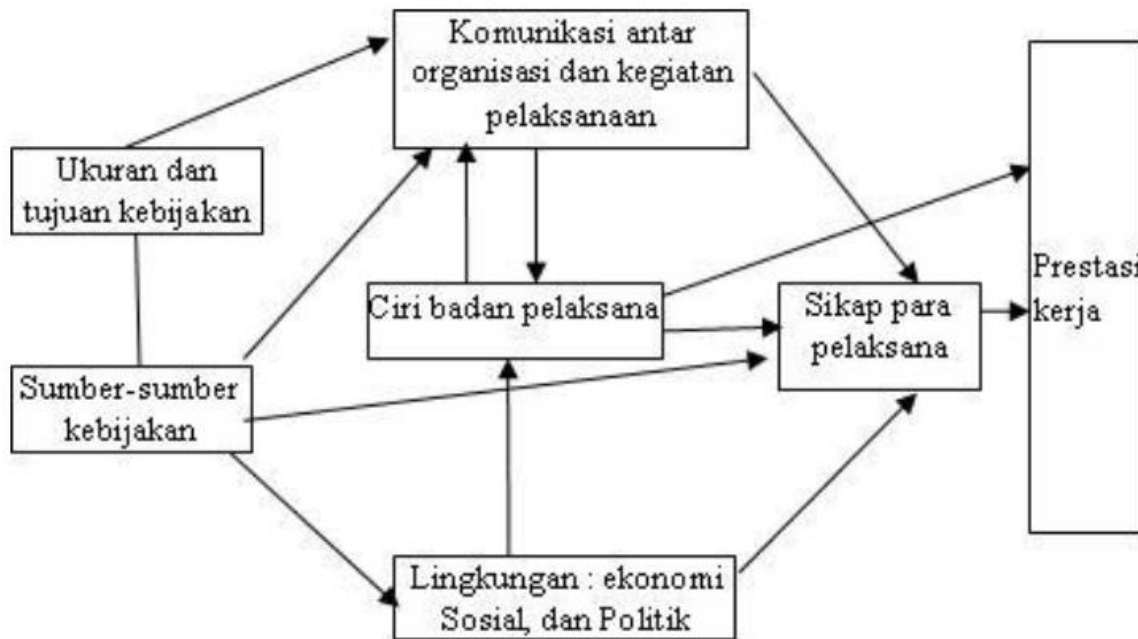 Komunikasi antar
organisasi dan kegiatan
pelaksanaan
Ukuran dan
tujuan kebijakan
Ciri badan pelaksana
Sikap para
pelaksana
Prestasi
kerja
Sumber-sumber
kebijakan
Lingkungan : ekonomi
Sosial, dan Politik